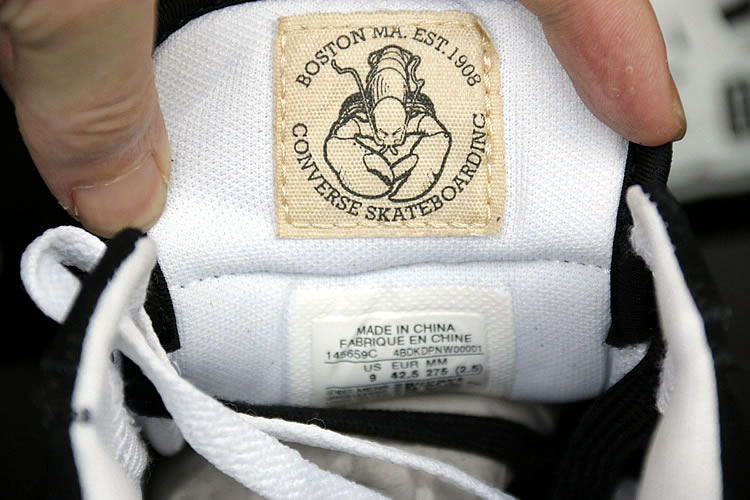 BOSTON MA. EST. 1908
CONVERSE SKATEBOARDING
MADE IN CHINA
FABRIQUE EN CHINE
146659C 4BDKDPNW00001
US EUR MM
9 42.5 275 (2.5)